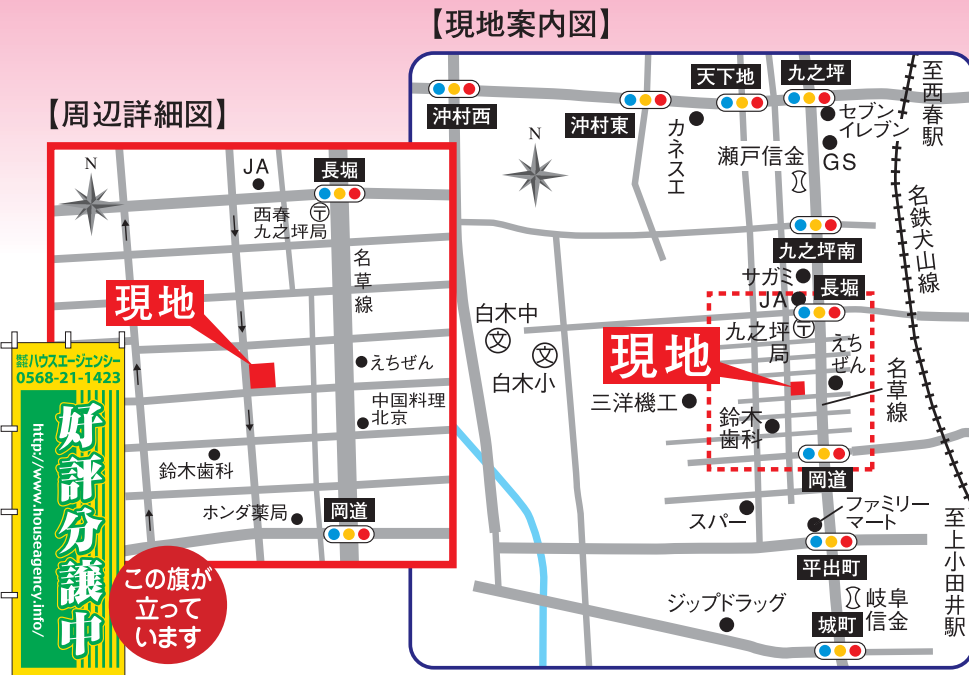 【現地案内図】
【周辺詳細図】
N
JA
長堀
西春
九之坪局
〒
名草線
現地
えちぜん
中国料理
北京
鈴木歯科
ホンダ薬局
岡道
株式会社ハウスエージェンシー
0568-21-1423
好評分譲中
http://www.houseagency.info/
この旗が
立って
います
沖村西
沖村東
天下地
九之坪
至西春駅
セブン
イレブン
GS
カネスエ
瀬戸信金
N
名鉄犬山線
九之坪南
サガミ
JA
長堀
九之坪
局
〒
えち
ぜん
白木中
文
文
白木小
現地
名草線
三洋機工
鈴木
歯科
岡道
スパー
ファミリー
マート
平出町
至上小田井駅
ジップドラッグ
岐阜
信金
城町